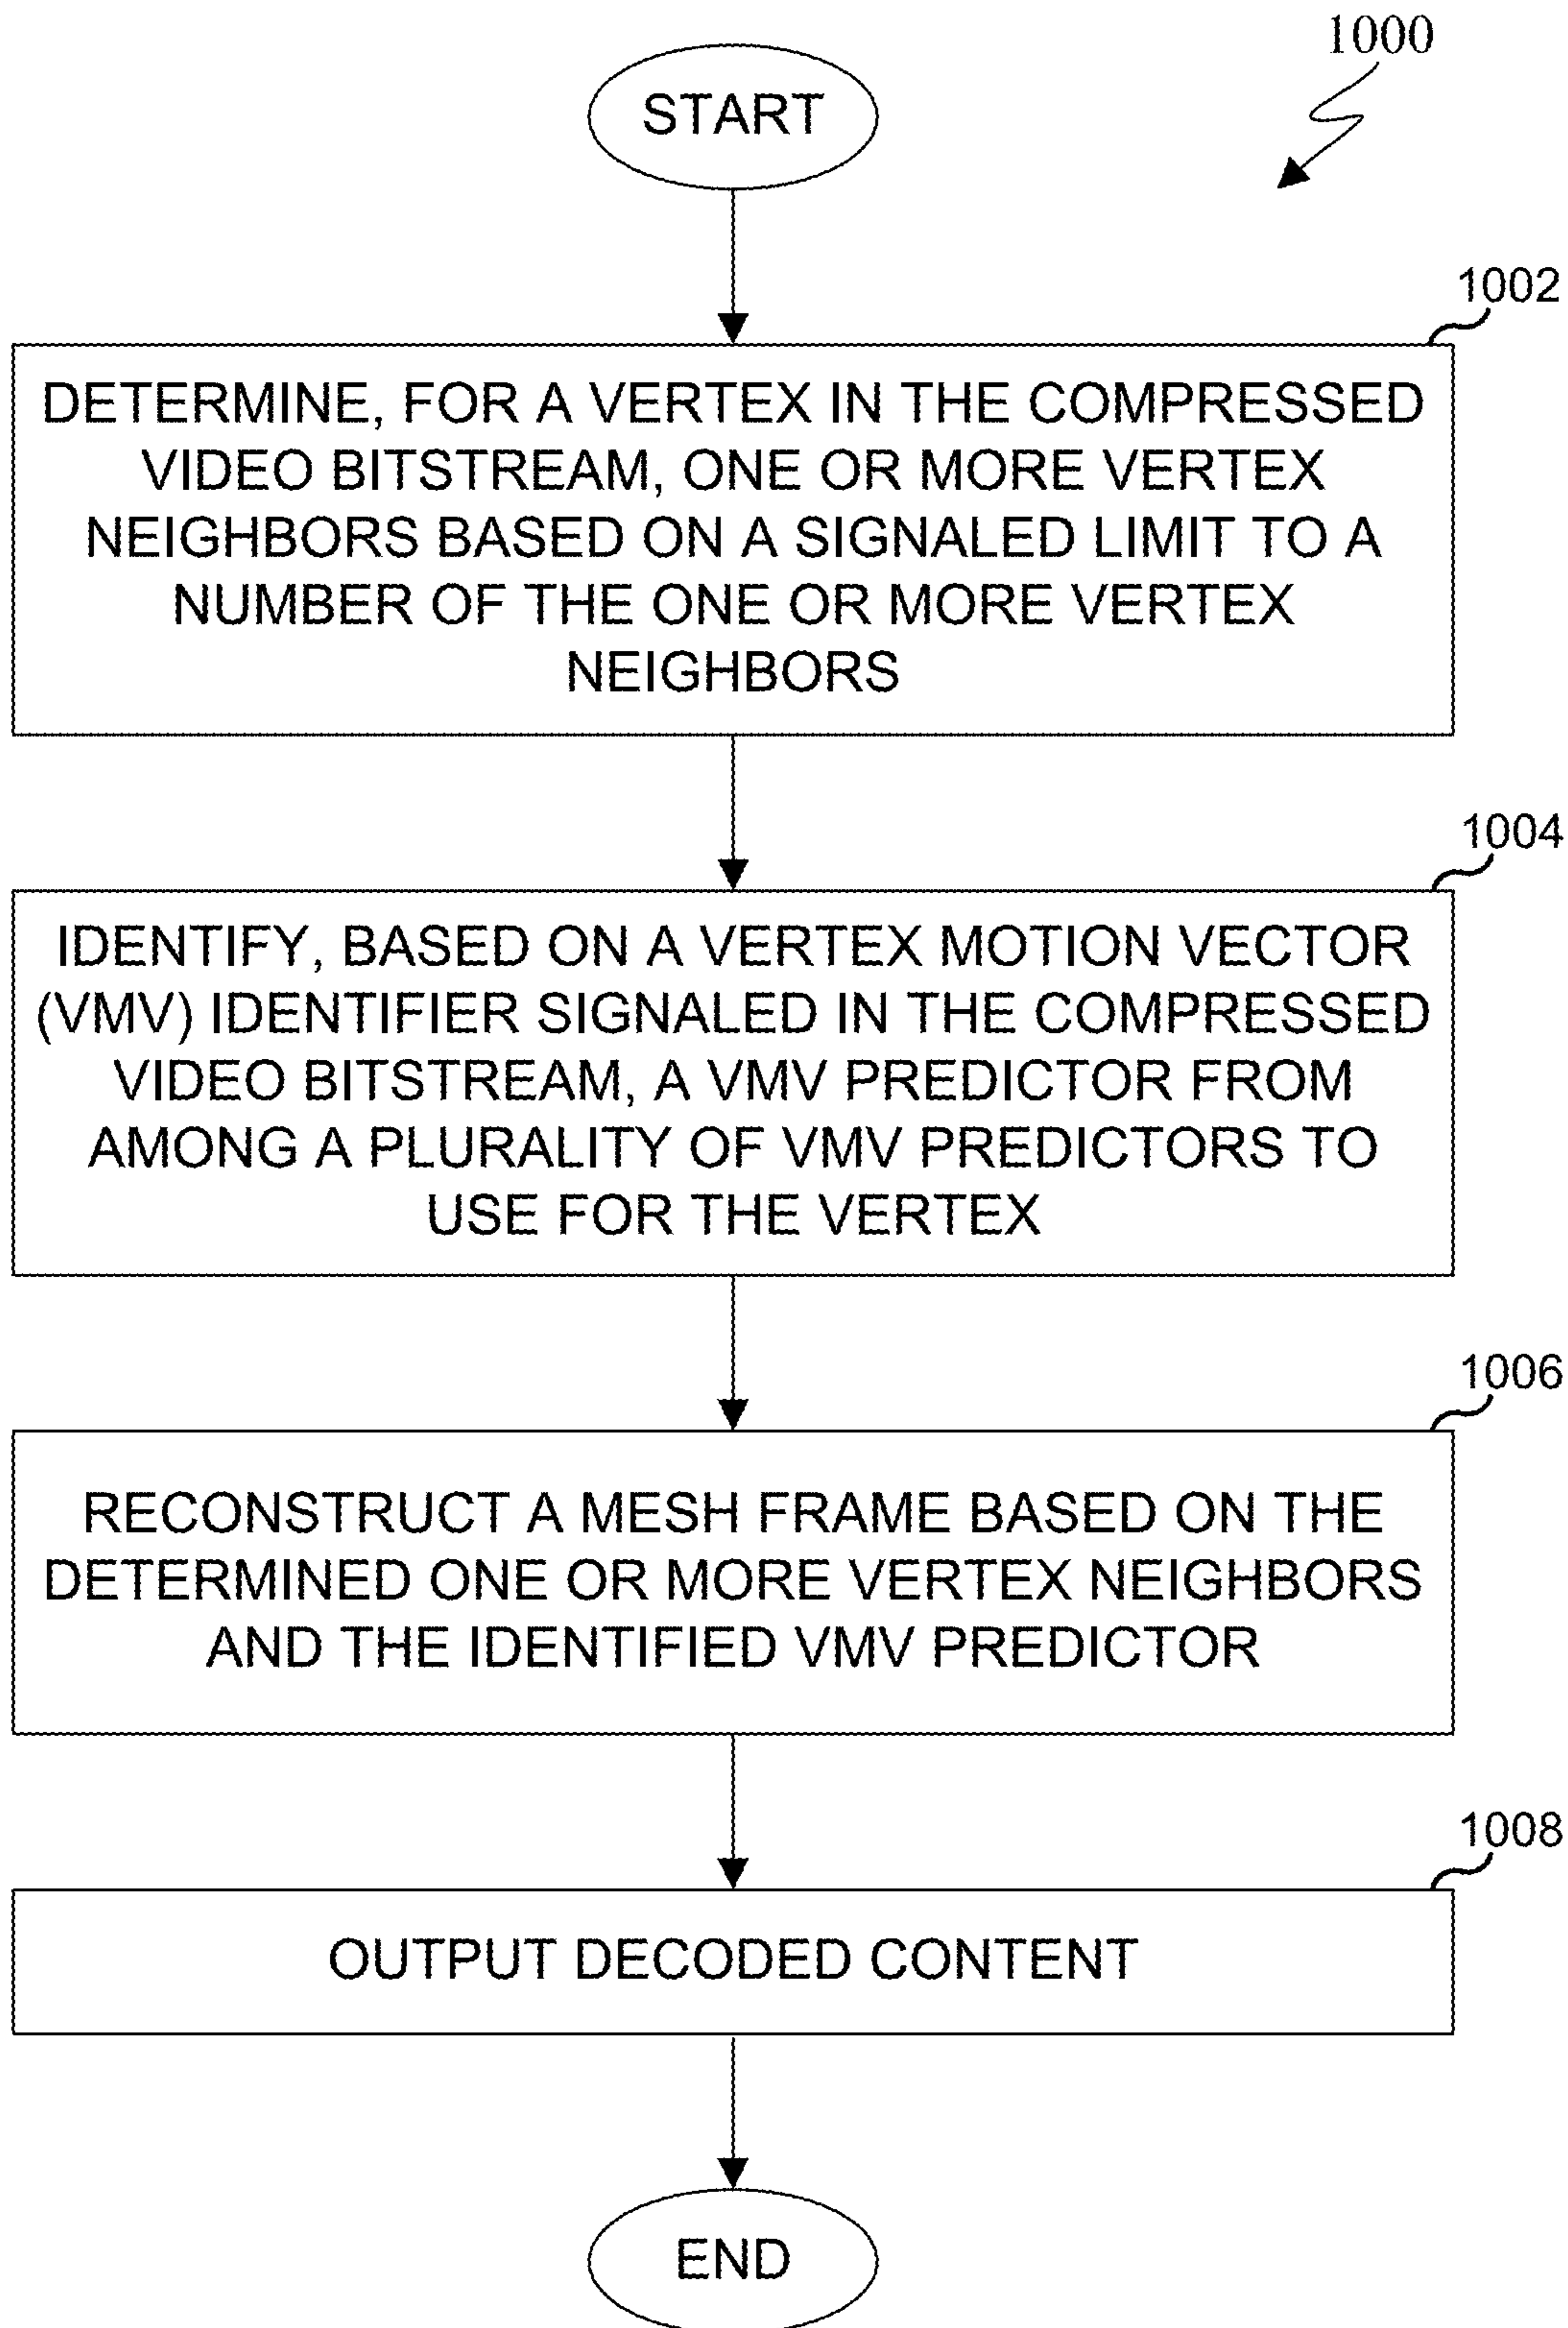 1000
START
1002
DETERMINE, FOR A VERTEX IN THE COMPRESSED
VIDEO BITSTREAM, ONE OR MORE VERTEX
NEIGHBORS BASED ON A SIGNALED LIMIT TO A
NUMBER OF THE ONE OR MORE VERTEX
NEIGHBORS
1004
IDENTIFY, BASED ON A VERTEX MOTION VECTOR
(VMV) IDENTIFIER SIGNALED IN THE COMPRESSED
VIDEO BITSTREAM, A VMV PREDICTOR FROM
AMONG A PLURALITY OF VMV PREDICTORS TO
USE FOR THE VERTEX
1006
RECONSTRUCT A MESH FRAME BASED ON THE
DETERMINED ONE OR MORE VERTEX NEIGHBORS
AND THE IDENTIFIED VMV PREDICTOR
1008
OUTPUT DECODED CONTENT
END